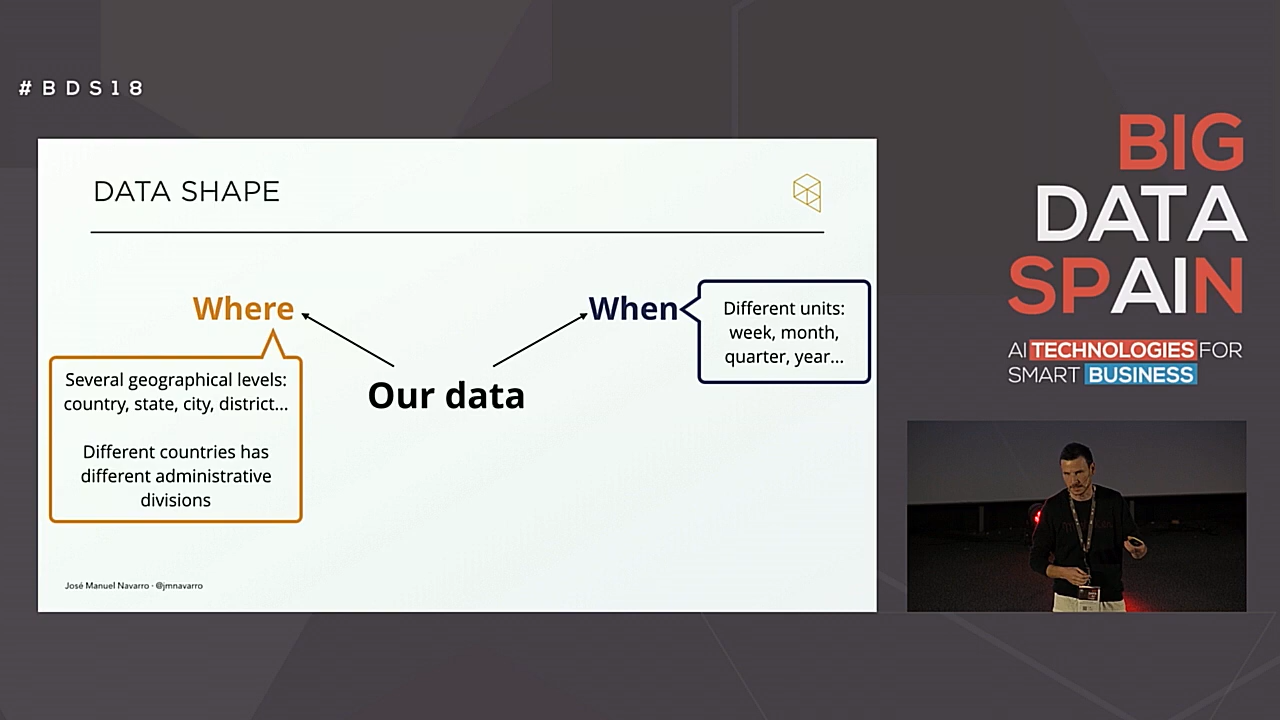 #BDS18
DATA SHAPE
Where
When
Different units:
week, month,
quarter, year...
Our data
Several geographical levels:
country, state, city, district...
Different countries has
different administrative
divisions
José Manuel Navarro · @jmnavarro
BIG
DATA
SPAIN
AI TECHNOLOGIES FOR
SMART BUSINESS